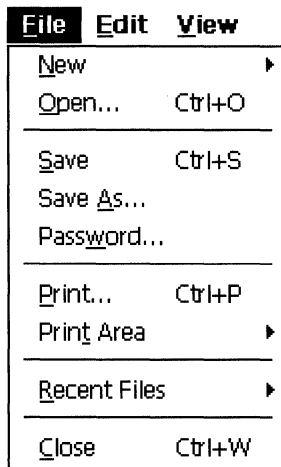 File Edit View
New
Open... Ctrl+O
Save Ctrl+S
Save As...
Password...
Print... Ctrl+P
Print Area
Recent Files
Close Ctrl+W